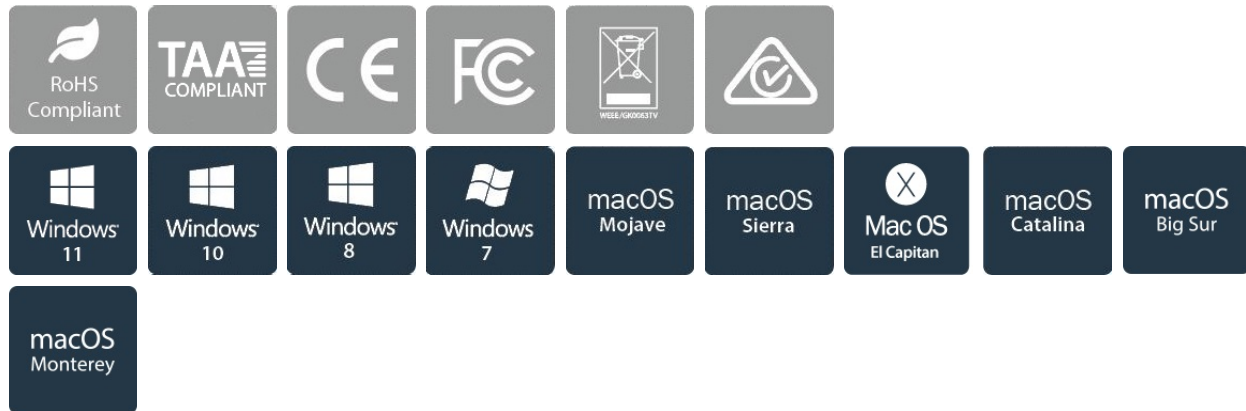 RoHS
Compliant
TAA
COMPLIANT
CE
FC
WEEE/GK0063TV
Windows
11
Windows
10
Windows
8
Windows
7
macOS
Mojave
macOS
Sierra
X
Mac OS
El Capitan
macOS
Catalina
macOS
Big Sur
macOS
Monterey